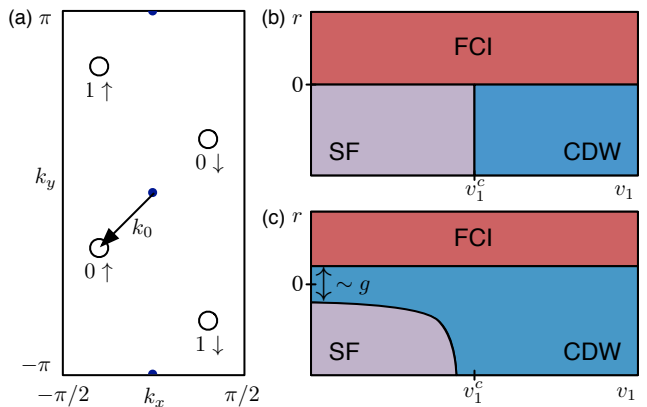 (a)
π
1 ↑
0 ↓
k_y
k_0
0 ↑
1 ↓
−π
−π/2
k_x
π/2
(b)
r
FCI
0
SF
CDW
v_1^c
v_1
(c)
r
FCI
0
∼ g
SF
CDW
v_1^c
v_1